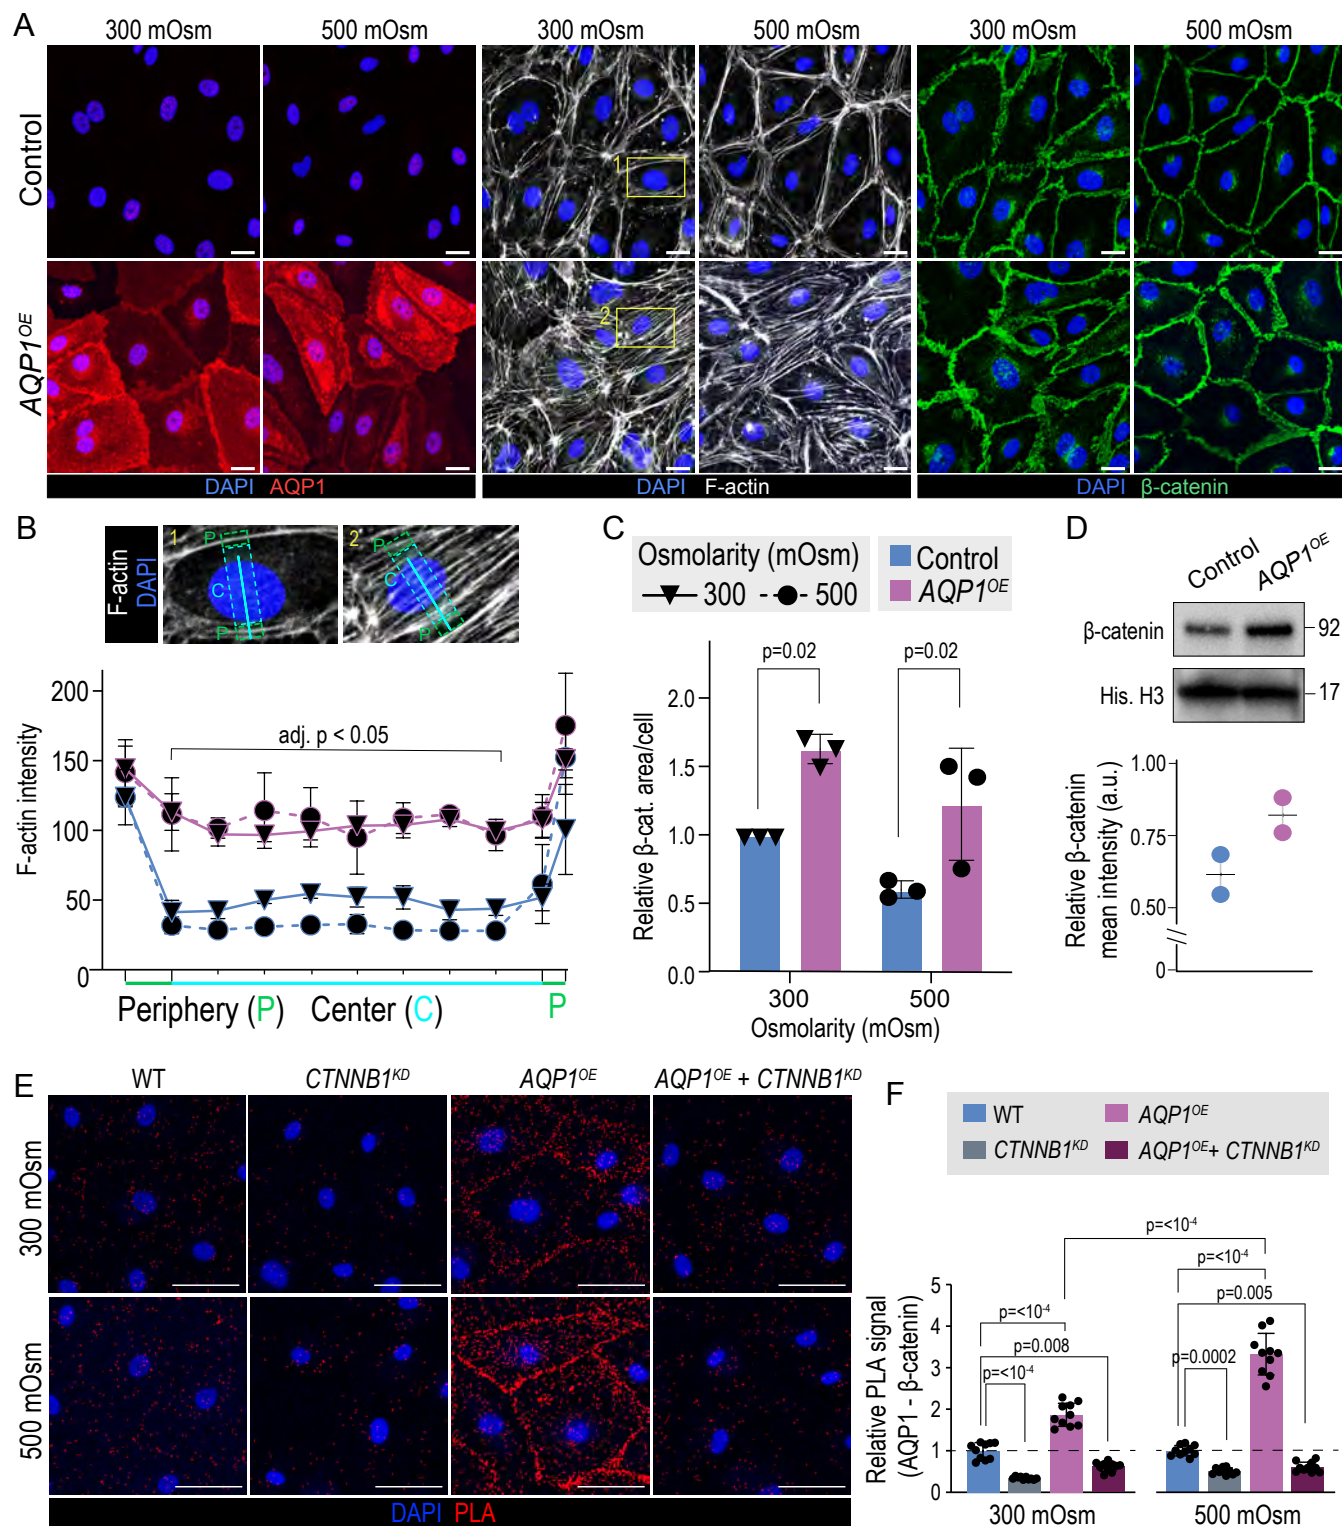 A
300 mOsm 500 mOsm 300 mOsm 500 mOsm 300 mOsm 500 mOsm
Control
AQP1OE
1
2
DAPI AQP1
DAPI F-actin
DAPI β-catenin
B
F-actin
DAPI
1
P
C
P
2
P
C
P
F-actin intensity
200
150
100
50
0
adj. p < 0.05
Periphery (P) Center (C) P
C
Osmolarity (mOsm)
300 500
Control
AQP1OE
Relative β-cat. area/cell
2.0
1.5
1.0
0.5
0.0
p=0.02
p=0.02
300 500
Osmolarity (mOsm)
D
Control AQP1OE
β-catenin 92
His. H3 17
Relative β-catenin
mean intensity (a.u.)
1.00
0.75
0.50
0
E
WT CTNNB1KD AQP1OE AQP1OE + CTNNB1KD
300 mOsm
500 mOsm
DAPI PLA
F
WT AQP1OE
CTNNB1KD AQP1OE+ CTNNB1KD
Relative PLA signal
(AQP1 - β-catenin)
5
4
3
2
1
0
p=<10-4
p=<10-4
p=0.005
p=<10-4
p=0.008
p=0.0002
p=<10-4
300 mOsm 500 mOsm